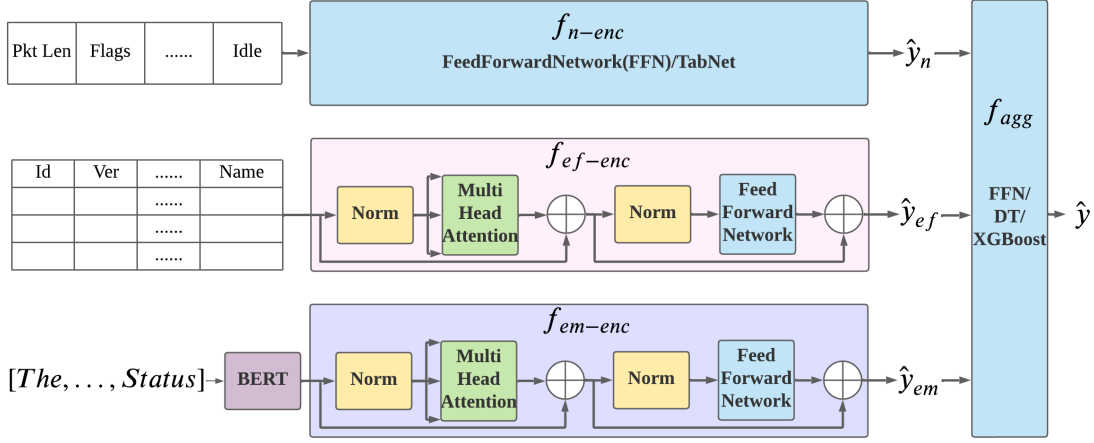 Pkt Len Flags ...... Idle
f_{n-enc}
FeedForwardNetwork(FFN)/TabNet
ŷ_n
f_{agg}
FFN/
DT/
XGBoost
ŷ
Id Ver ...... Name
......
......
......
f_{ef-enc}
Norm
Multi
Head
Attention
Norm
Feed
Forward
Network
ŷ_{ef}
[The, . . . , Status]
BERT
f_{em-enc}
Norm
Multi
Head
Attention
Norm
Feed
Forward
Network
ŷ_{em}